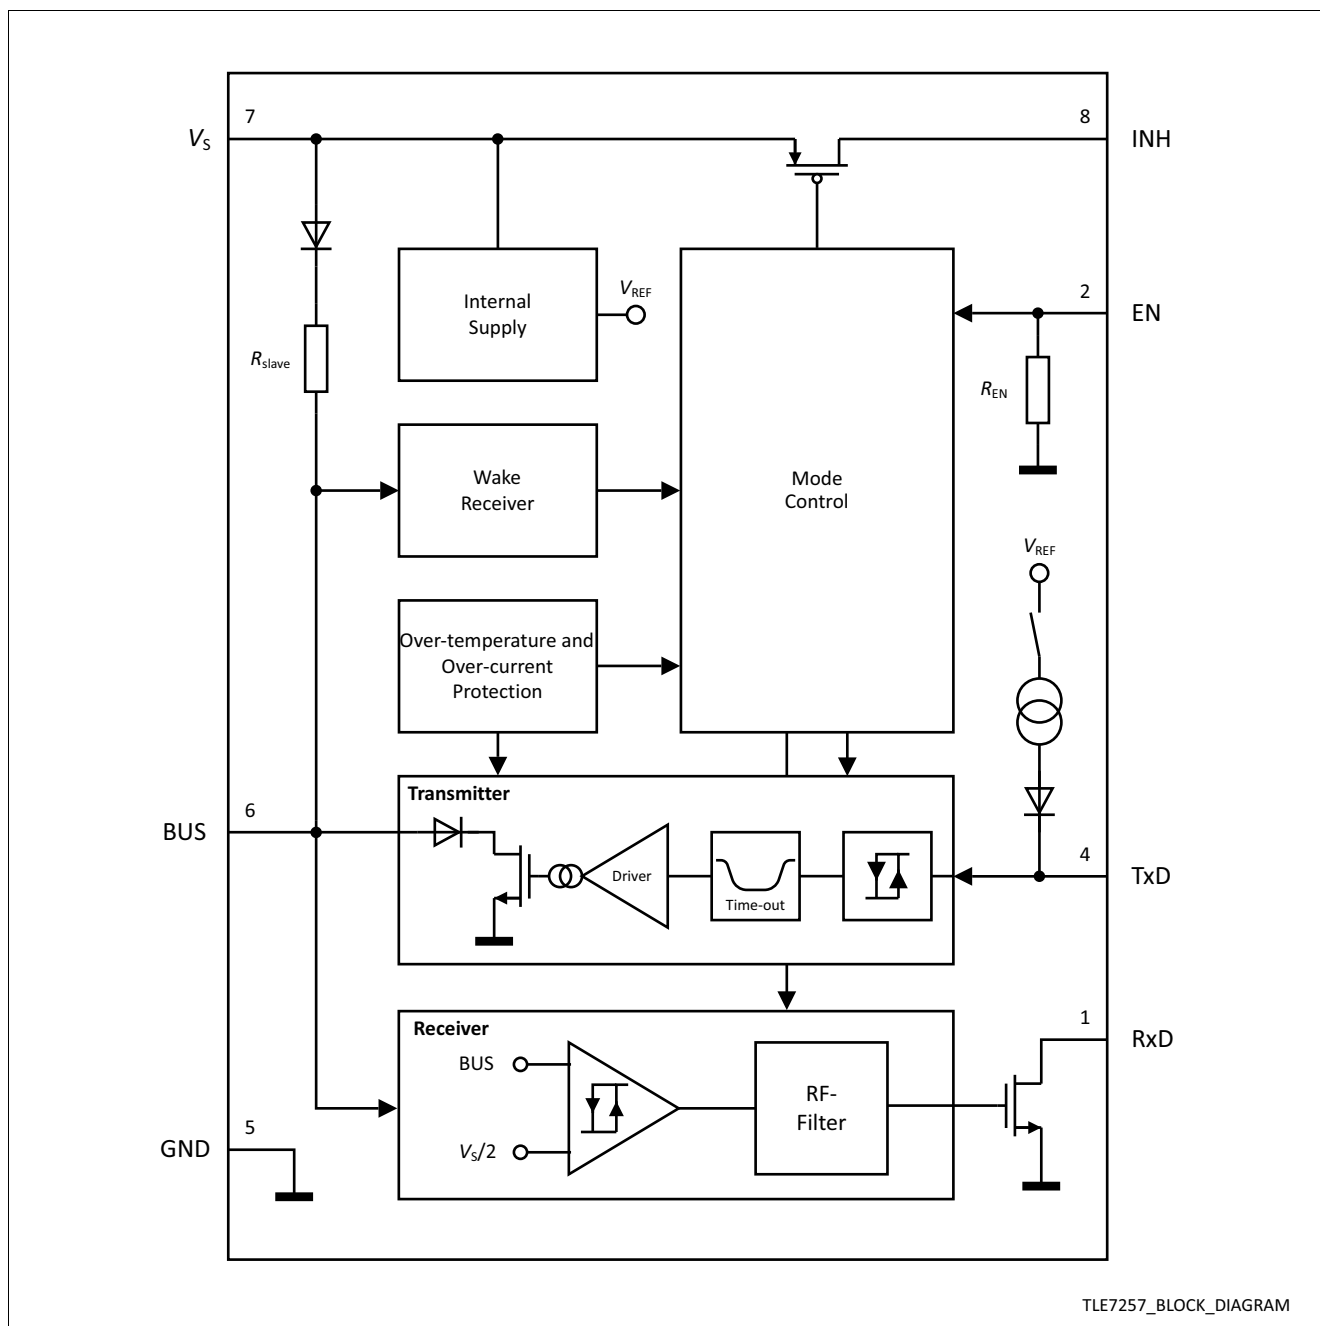 7
8
VS
INH
Internal
Supply
VREF
2
EN
Rslave
REN
Wake
Receiver
Mode
Control
VREF
Over-temperature and
Over-current
Protection
Transmitter
6
BUS
4
TxD
Driver
Time-out
Receiver
1
RxD
BUS
RF-
Filter
5
GND
VS/2
TLE7257_BLOCK_DIAGRAM